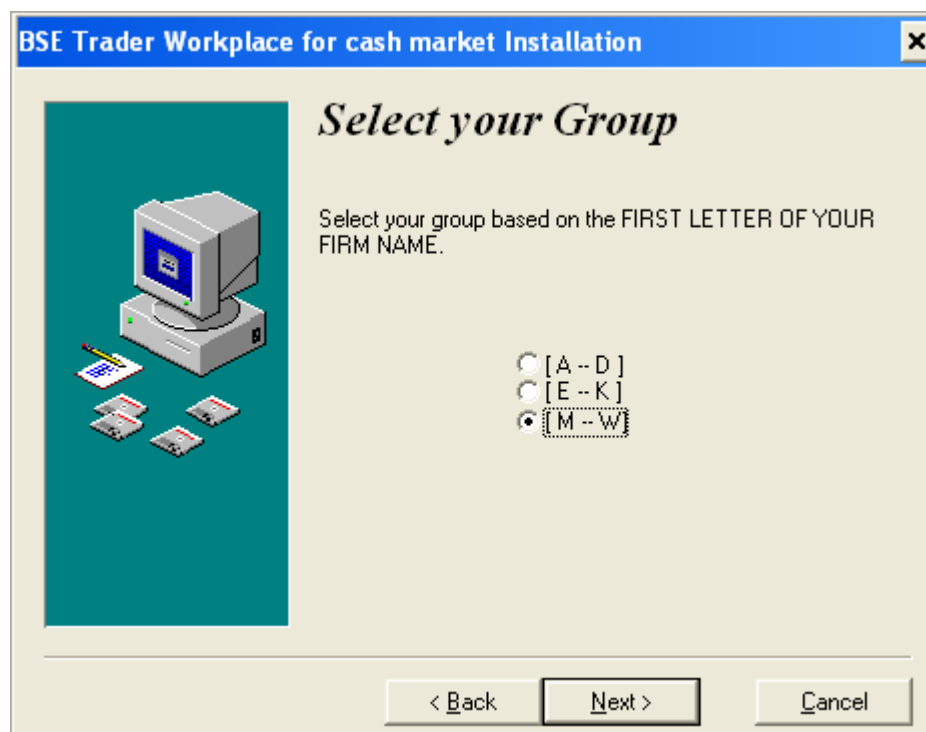 BSE Trader Workplace for cash market Installation
Select your Group
Select your group based on the FIRST LETTER OF YOUR
FIRM NAME.
[ A -- D ]
[ E -- K ]
[ M -- W]
< Back
Next >
Cancel